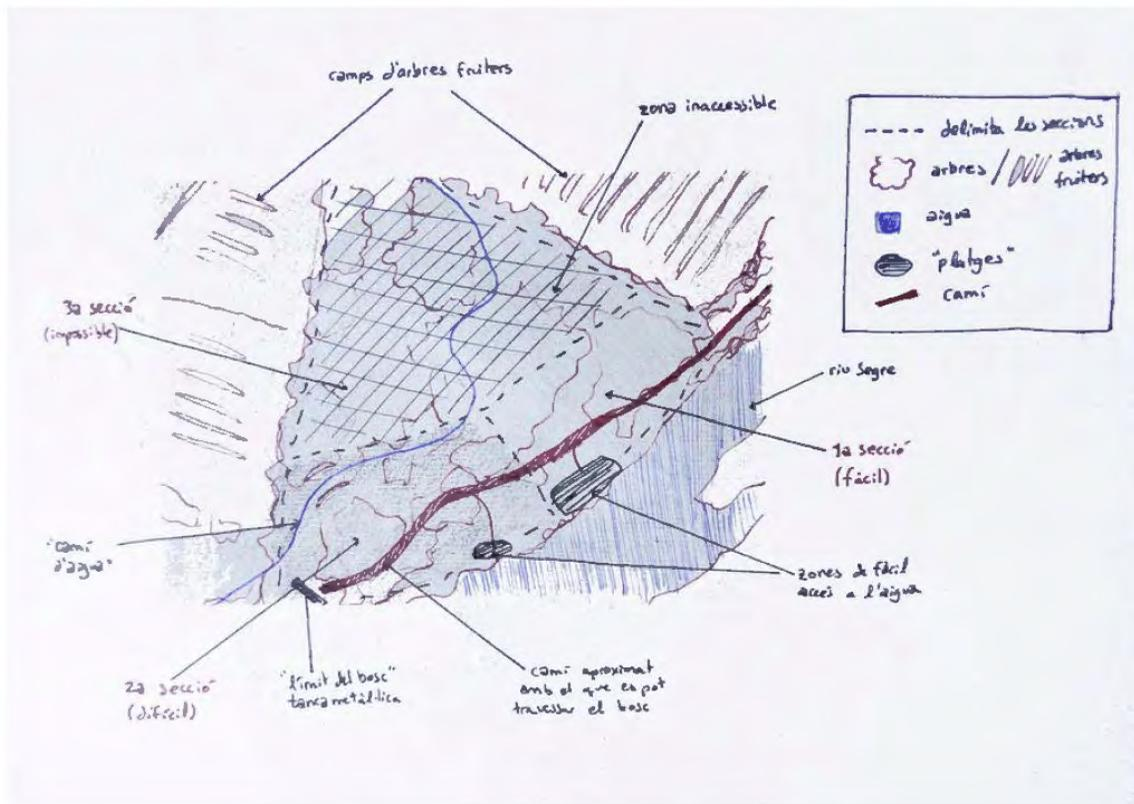 camps d'arbres fruiters
zona inaccessible
delimita les seccions
arbres / arbres
fruiters
aigua
"platges"
camí
3a secció
(impossible)
riu Segre
1a secció
(fàcil)
"camí
d'aigua"
zones de fàcil
accés a l'aigua
2a secció
(difícil)
"límit del bosc"
tanca metàl·lica
camí aproximat
amb el que es pot
travessar el bosc